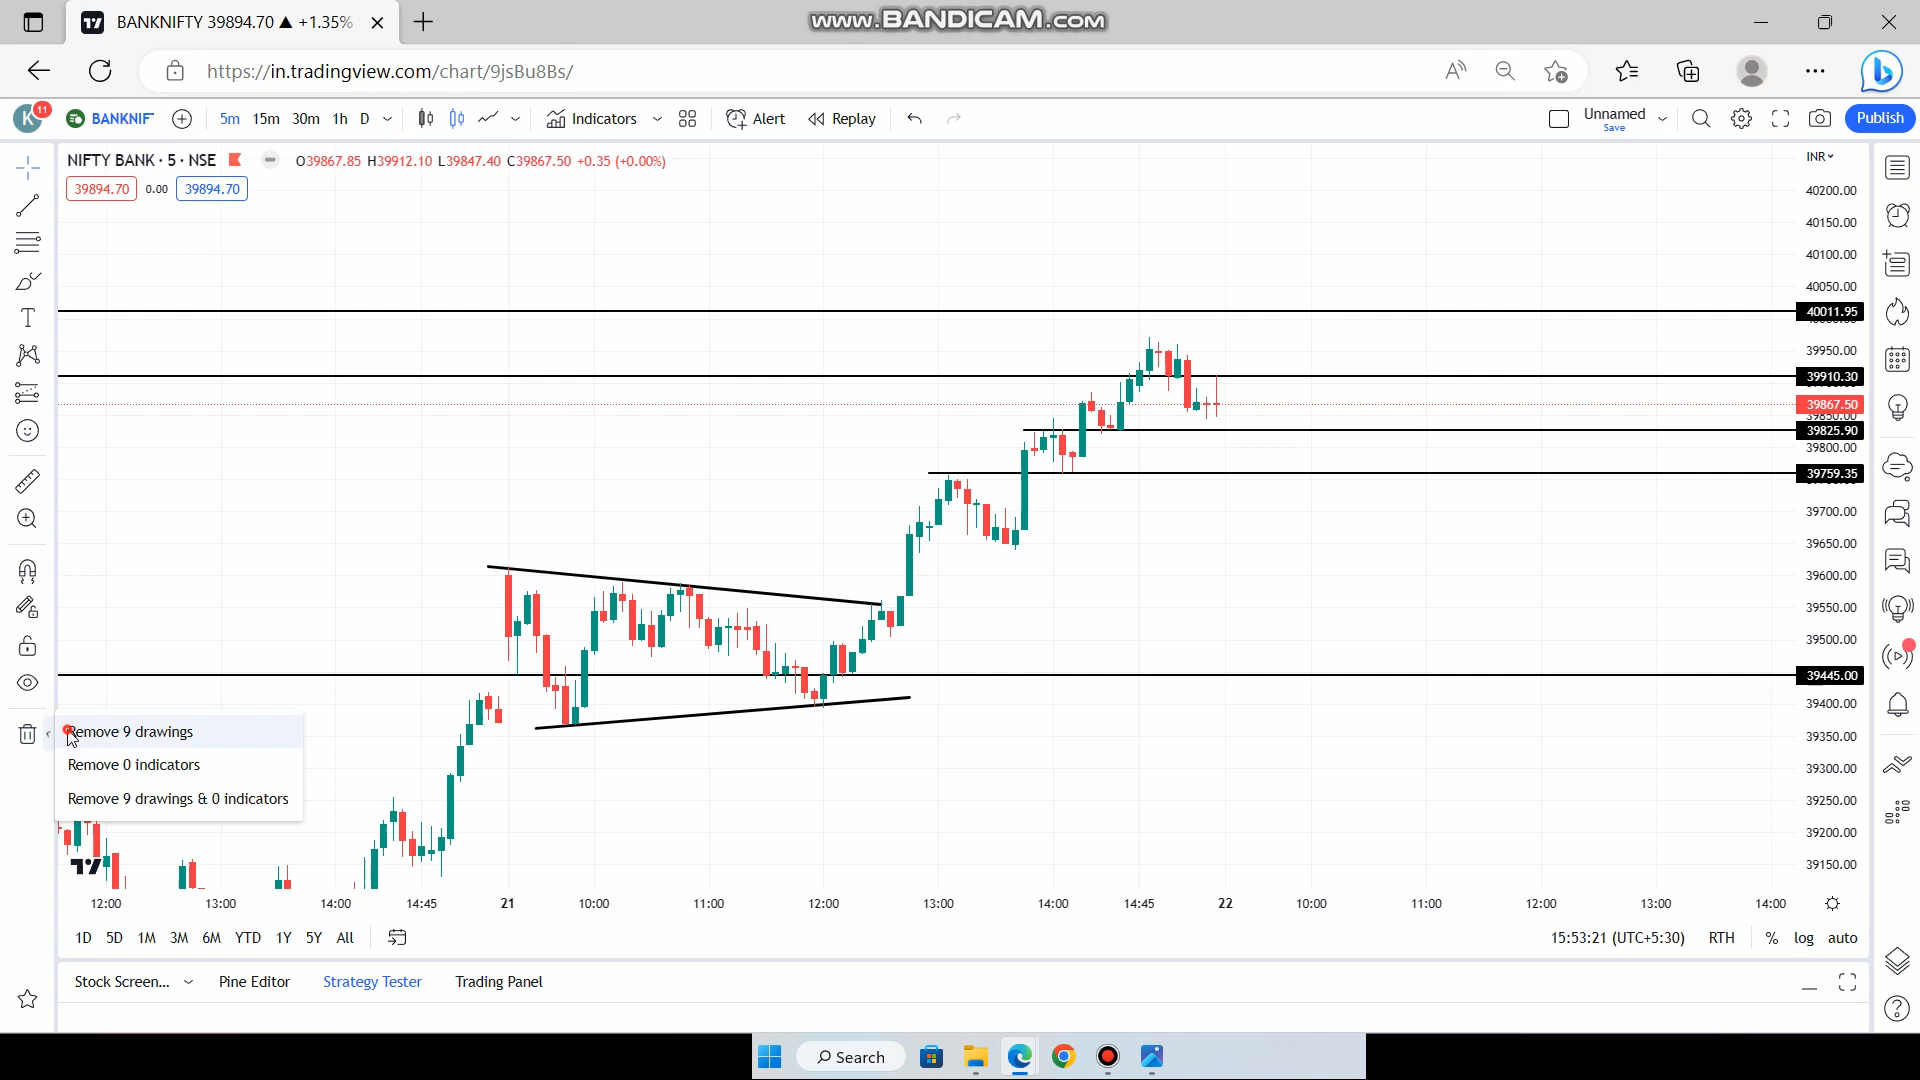 BANKNIFTY 39894.70 ▲ +1.35%
www.BANDICAM.com
https://in.tradingview.com/chart/9jsBu8Bs/
K 11 BANKNIF 5m 15m 30m 1h D Indicators Alert Replay Unnamed Save Publish
NIFTY BANK · 5 · NSE O39867.85 H39912.10 L39847.40 C39867.50 +0.35 (+0.00%)
INR
39894.70 0.00 39894.70
40200.00
40150.00
40100.00
40050.00
40011.95
39950.00
39910.30
39867.50
39825.90
39800.00
39759.35
39700.00
39650.00
39600.00
39550.00
39500.00
39445.00
39400.00
39350.00
39300.00
39250.00
39200.00
39150.00
Remove 9 drawings
Remove 0 indicators
Remove 9 drawings & 0 indicators
12:00 13:00 14:00 14:45 21 10:00 11:00 12:00 13:00 14:00 14:45 22 10:00 11:00 12:00 13:00 14:00
1D 5D 1M 3M 6M YTD 1Y 5Y All 15:53:21 (UTC+5:30) RTH % log auto
Stock Screen... Pine Editor Strategy Tester Trading Panel
Search